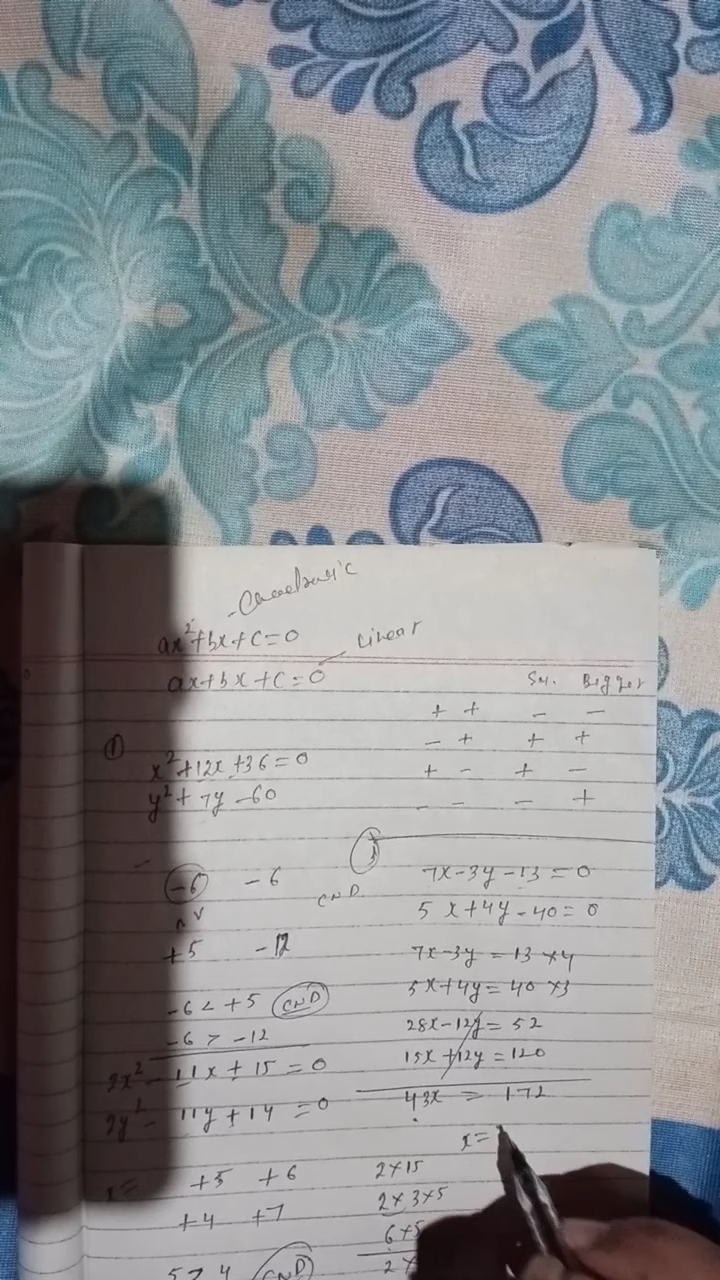 ax²+bx+c=0
Linear
ax+bx+c=0
Sm. Bigger
+ + - -
- + + +
+ - + -
- - - +
①
x²+12x+36=0
y²+7y-60
-6 -6
+5 -12
-6 < +5 CND
-6 > -12
2x² - 11x + 15 = 0
2y² - 11y + 14 = 0
x= +5 +6
+4 +7
5 > 4 CND
CND
7x-3y-13=0
5x+4y-40=0
7x-3y=13 ×4
5x+4y=40 ×3
28x-12y=52
15x+12y=120
43x = 172
x=
2×15
2×3×5
6×5
2×